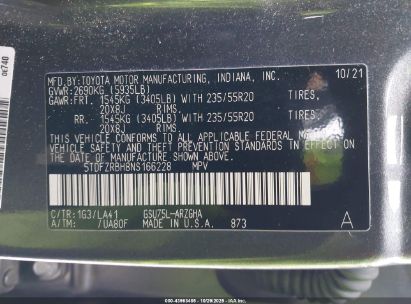 MFD.BY:TOYOTA MOTOR MANUFACTURING, INDIANA, INC. 10/21
GVWR:2690KG (5935LB)
GAWR:FRT. 1545KG (3405LB) WITH 235/55R20 TIRES,
20X8J RIMS,
RR. 1545KG (3405LB) WITH 235/55R20 TIRES,
20X8J RIMS,
THIS VEHICLE CONFORMS TO ALL APPLICABLE FEDERAL MOTOR
VEHICLE SAFETY AND THEFT PREVENTION STANDARDS IN EFFECT
ON THE DATE OF MANUFACTURE SHOWN ABOVE.
5TDFZRBH8NS166228 MPV
C/TR:1G3/LA41 GSU75L-ARZGHA
A/TM: /UA80F MADE IN U.S.A. 873 A
0E740